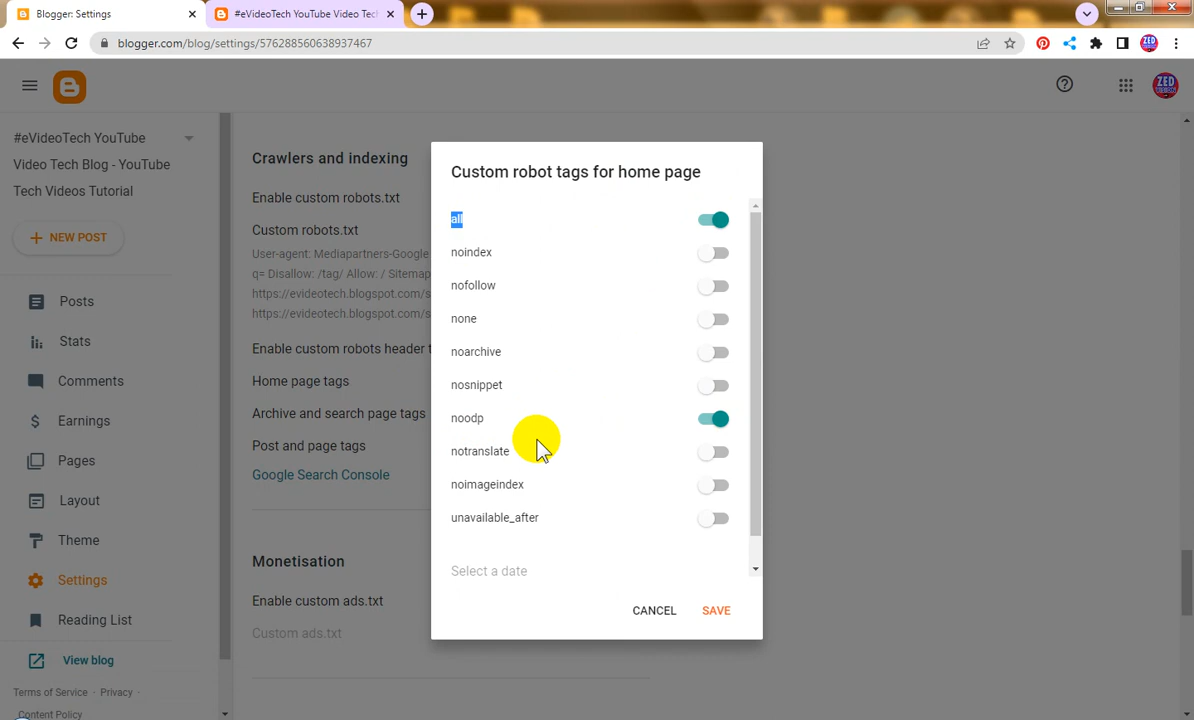 Blogger: Settings
#eVideoTech YouTube Video Tech
blogger.com/blog/settings/576288560638937467
#eVideoTech YouTube
Video Tech Blog - YouTube
Tech Videos Tutorial
NEW POST
Posts
Stats
Comments
Earnings
Pages
Layout
Theme
Settings
Reading List
View blog
Terms of Service · Privacy ·
Content Policy
Crawlers and indexing
Enable custom robots.txt
Custom robots.txt
User-agent: Mediapartners-Google
q= Disallow: /tag/ Allow: / Sitemap
https://evideotech.blogspot.com/s
https://evideotech.blogspot.com/s
Enable custom robots header t
Home page tags
Archive and search page tags
Post and page tags
Google Search Console
Monetisation
Enable custom ads.txt
Custom ads.txt
Custom robot tags for home page
all
noindex
nofollow
none
noarchive
nosnippet
noodp
notranslate
noimageindex
unavailable_after
Select a date
CANCEL
SAVE